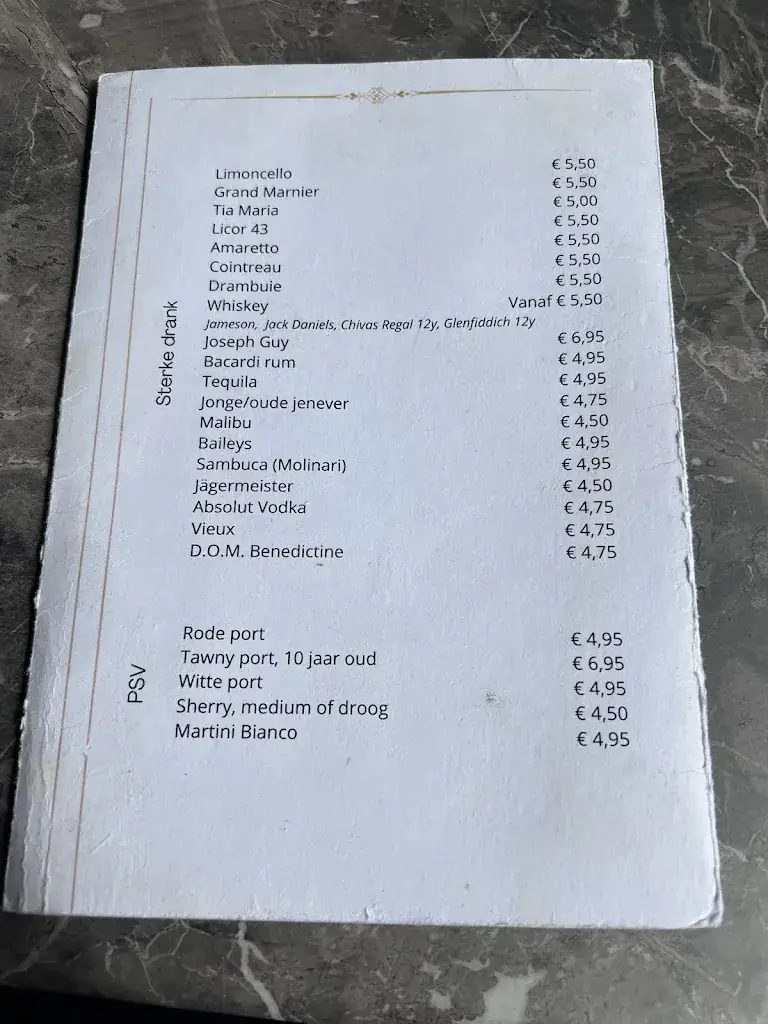 Sterke drank
Limoncello € 5,50
Grand Marnier € 5,50
Tia Maria € 5,00
Licor 43 € 5,50
Amaretto € 5,50
Cointreau € 5,50
Drambuie € 5,50
Whiskey Vanaf € 5,50
Jameson, Jack Daniels, Chivas Regal 12y, Glenfiddich 12y
Joseph Guy € 6,95
Bacardi rum € 4,95
Tequila € 4,95
Jonge/oude jenever € 4,75
Malibu € 4,50
Baileys € 4,95
Sambuca (Molinari) € 4,95
Jägermeister € 4,50
Absolut Vodka € 4,75
Vieux € 4,75
D.O.M. Benedictine € 4,75
PSV
Rode port € 4,95
Tawny port, 10 jaar oud € 6,95
Witte port € 4,95
Sherry, medium of droog € 4,50
Martini Bianco € 4,95